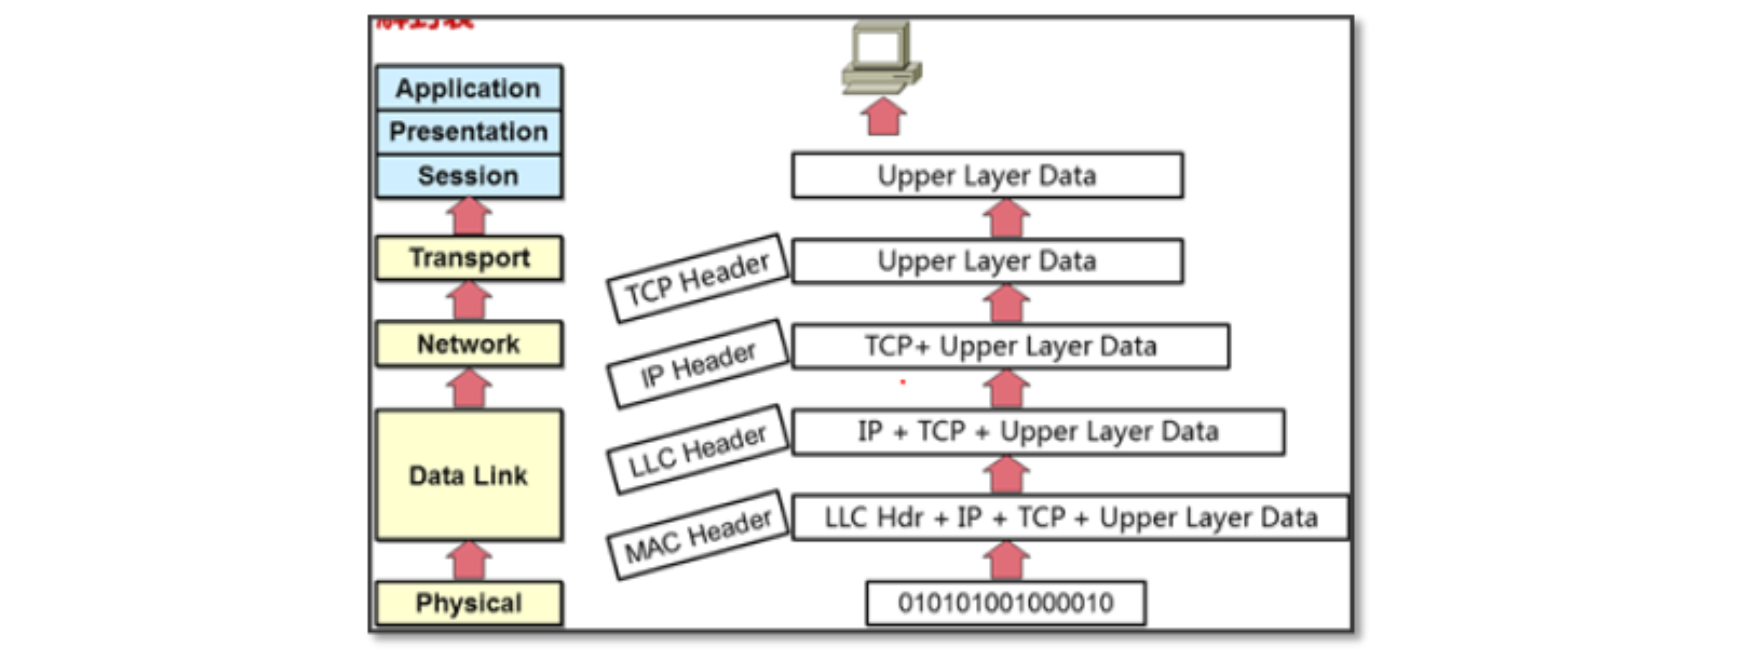 Application
Presentation
Session
Upper Layer Data
Transport
TCP Header
Upper Layer Data
Network
IP Header
TCP+ Upper Layer Data
Data Link
LLC Header
IP + TCP + Upper Layer Data
MAC Header
LLC Hdr + IP + TCP + Upper Layer Data
Physical
010101001000010